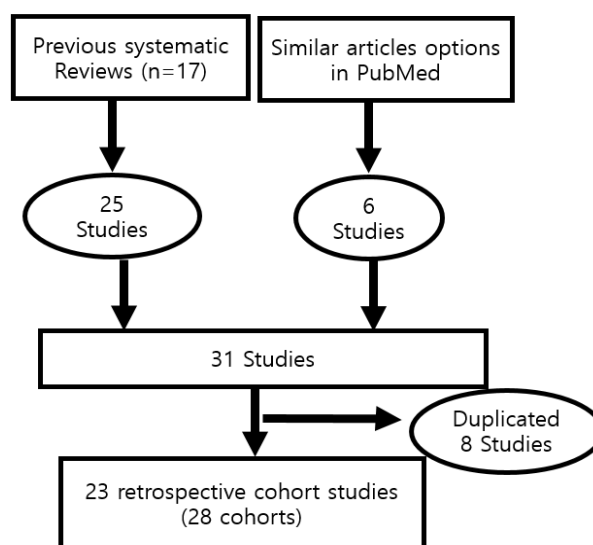 Previous systematic
Reviews (n=17)
Similar articles options
in PubMed
25
Studies
6
Studies
31 Studies
Duplicated
8 Studies
23 retrospective cohort studies
(28 cohorts)